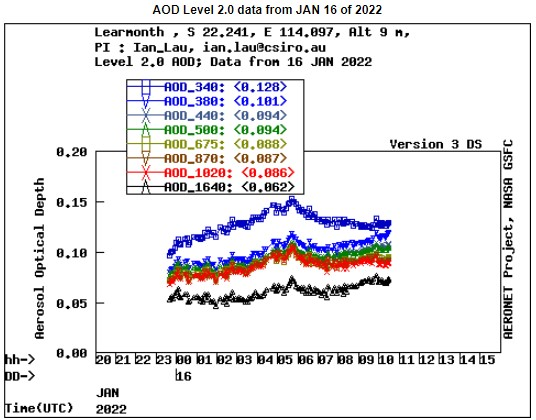 AOD Level 2.0 data from JAN 16 of 2022
Learmonth , S 22.241, E 114.097, Alt 9 m,
PI : Ian_Lau, ian.lau@csiro.au
Level 2.0 AOD; Data from 16 JAN 2022
AOD_340: <0.128>
AOD_380: <0.101>
AOD_440: <0.094>
AOD_500: <0.094>
AOD_675: <0.088>
AOD_870: <0.087>
AOD_1020: <0.086>
AOD_1640: <0.062>
Version 3 DS
0.20
0.15
0.10
0.05
0.00
Aerosol Optical Depth
AERONET Project, NASA GSFC
hh-> 20 21 22 23 00 01 02 03 04 05 06 07 08 09 10 11 12 13 14 15
DD-> 16
JAN
Time(UTC) 2022